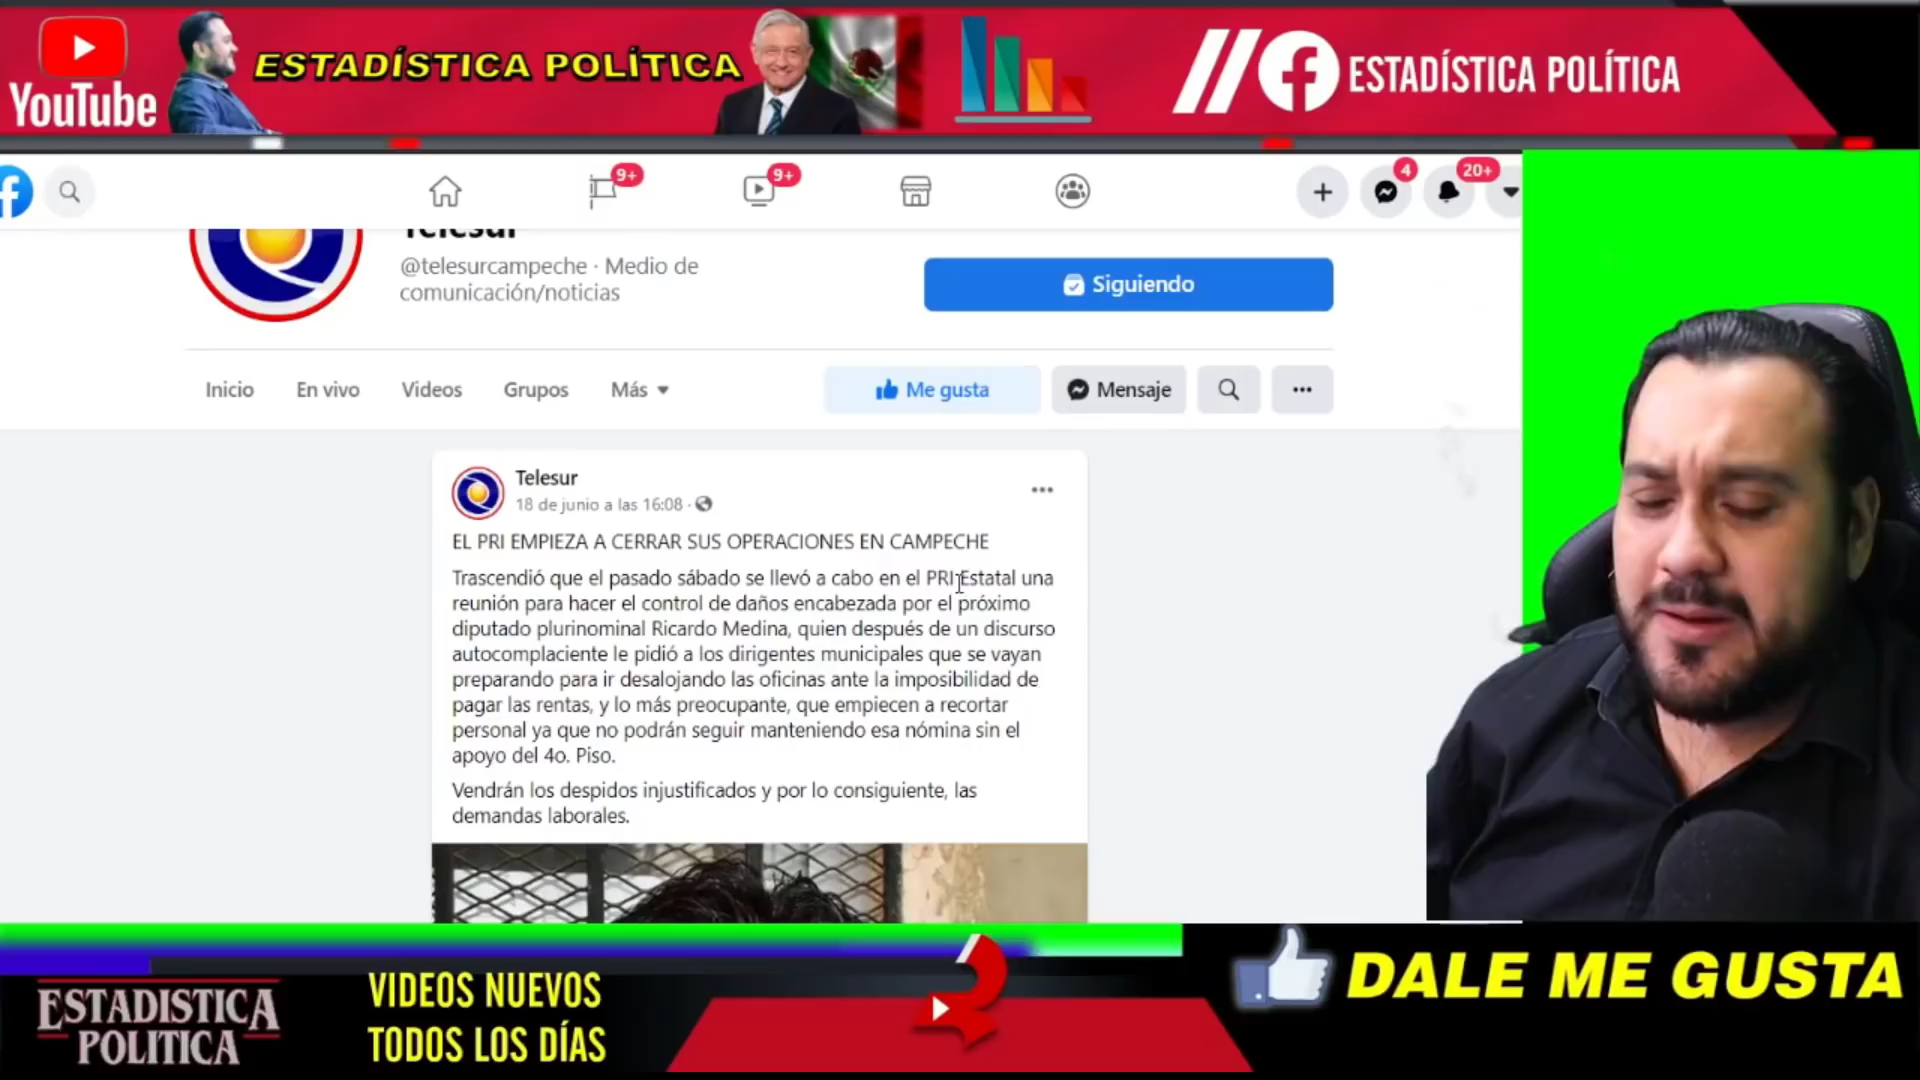 YouTube
ESTADÍSTICA POLÍTICA
ESTADÍSTICA POLÍTICA
9+
9+
4
20+
Telesur
@telesurcampeche · Medio de
comunicación/noticias
Siguiendo
Inicio
En vivo
Videos
Grupos
Más
Me gusta
Mensaje
Telesur
18 de junio a las 16:08 ·
EL PRI EMPIEZA A CERRAR SUS OPERACIONES EN CAMPECHE
Trascendió que el pasado sábado se llevó a cabo en el PRI Estatal una
reunión para hacer el control de daños encabezada por el próximo
diputado plurinominal Ricardo Medina, quien después de un discurso
autocomplaciente le pidió a los dirigentes municipales que se vayan
preparando para ir desalojando las oficinas ante la imposibilidad de
pagar las rentas, y lo más preocupante, que empiecen a recortar
personal ya que no podrán seguir manteniendo esa nómina sin el
apoyo del 4o. Piso.
Vendrán los despidos injustificados y por lo consiguiente, las
demandas laborales.
ESTADISTICA
POLITICA
VIDEOS NUEVOS
TODOS LOS DÍAS
DALE ME GUSTA